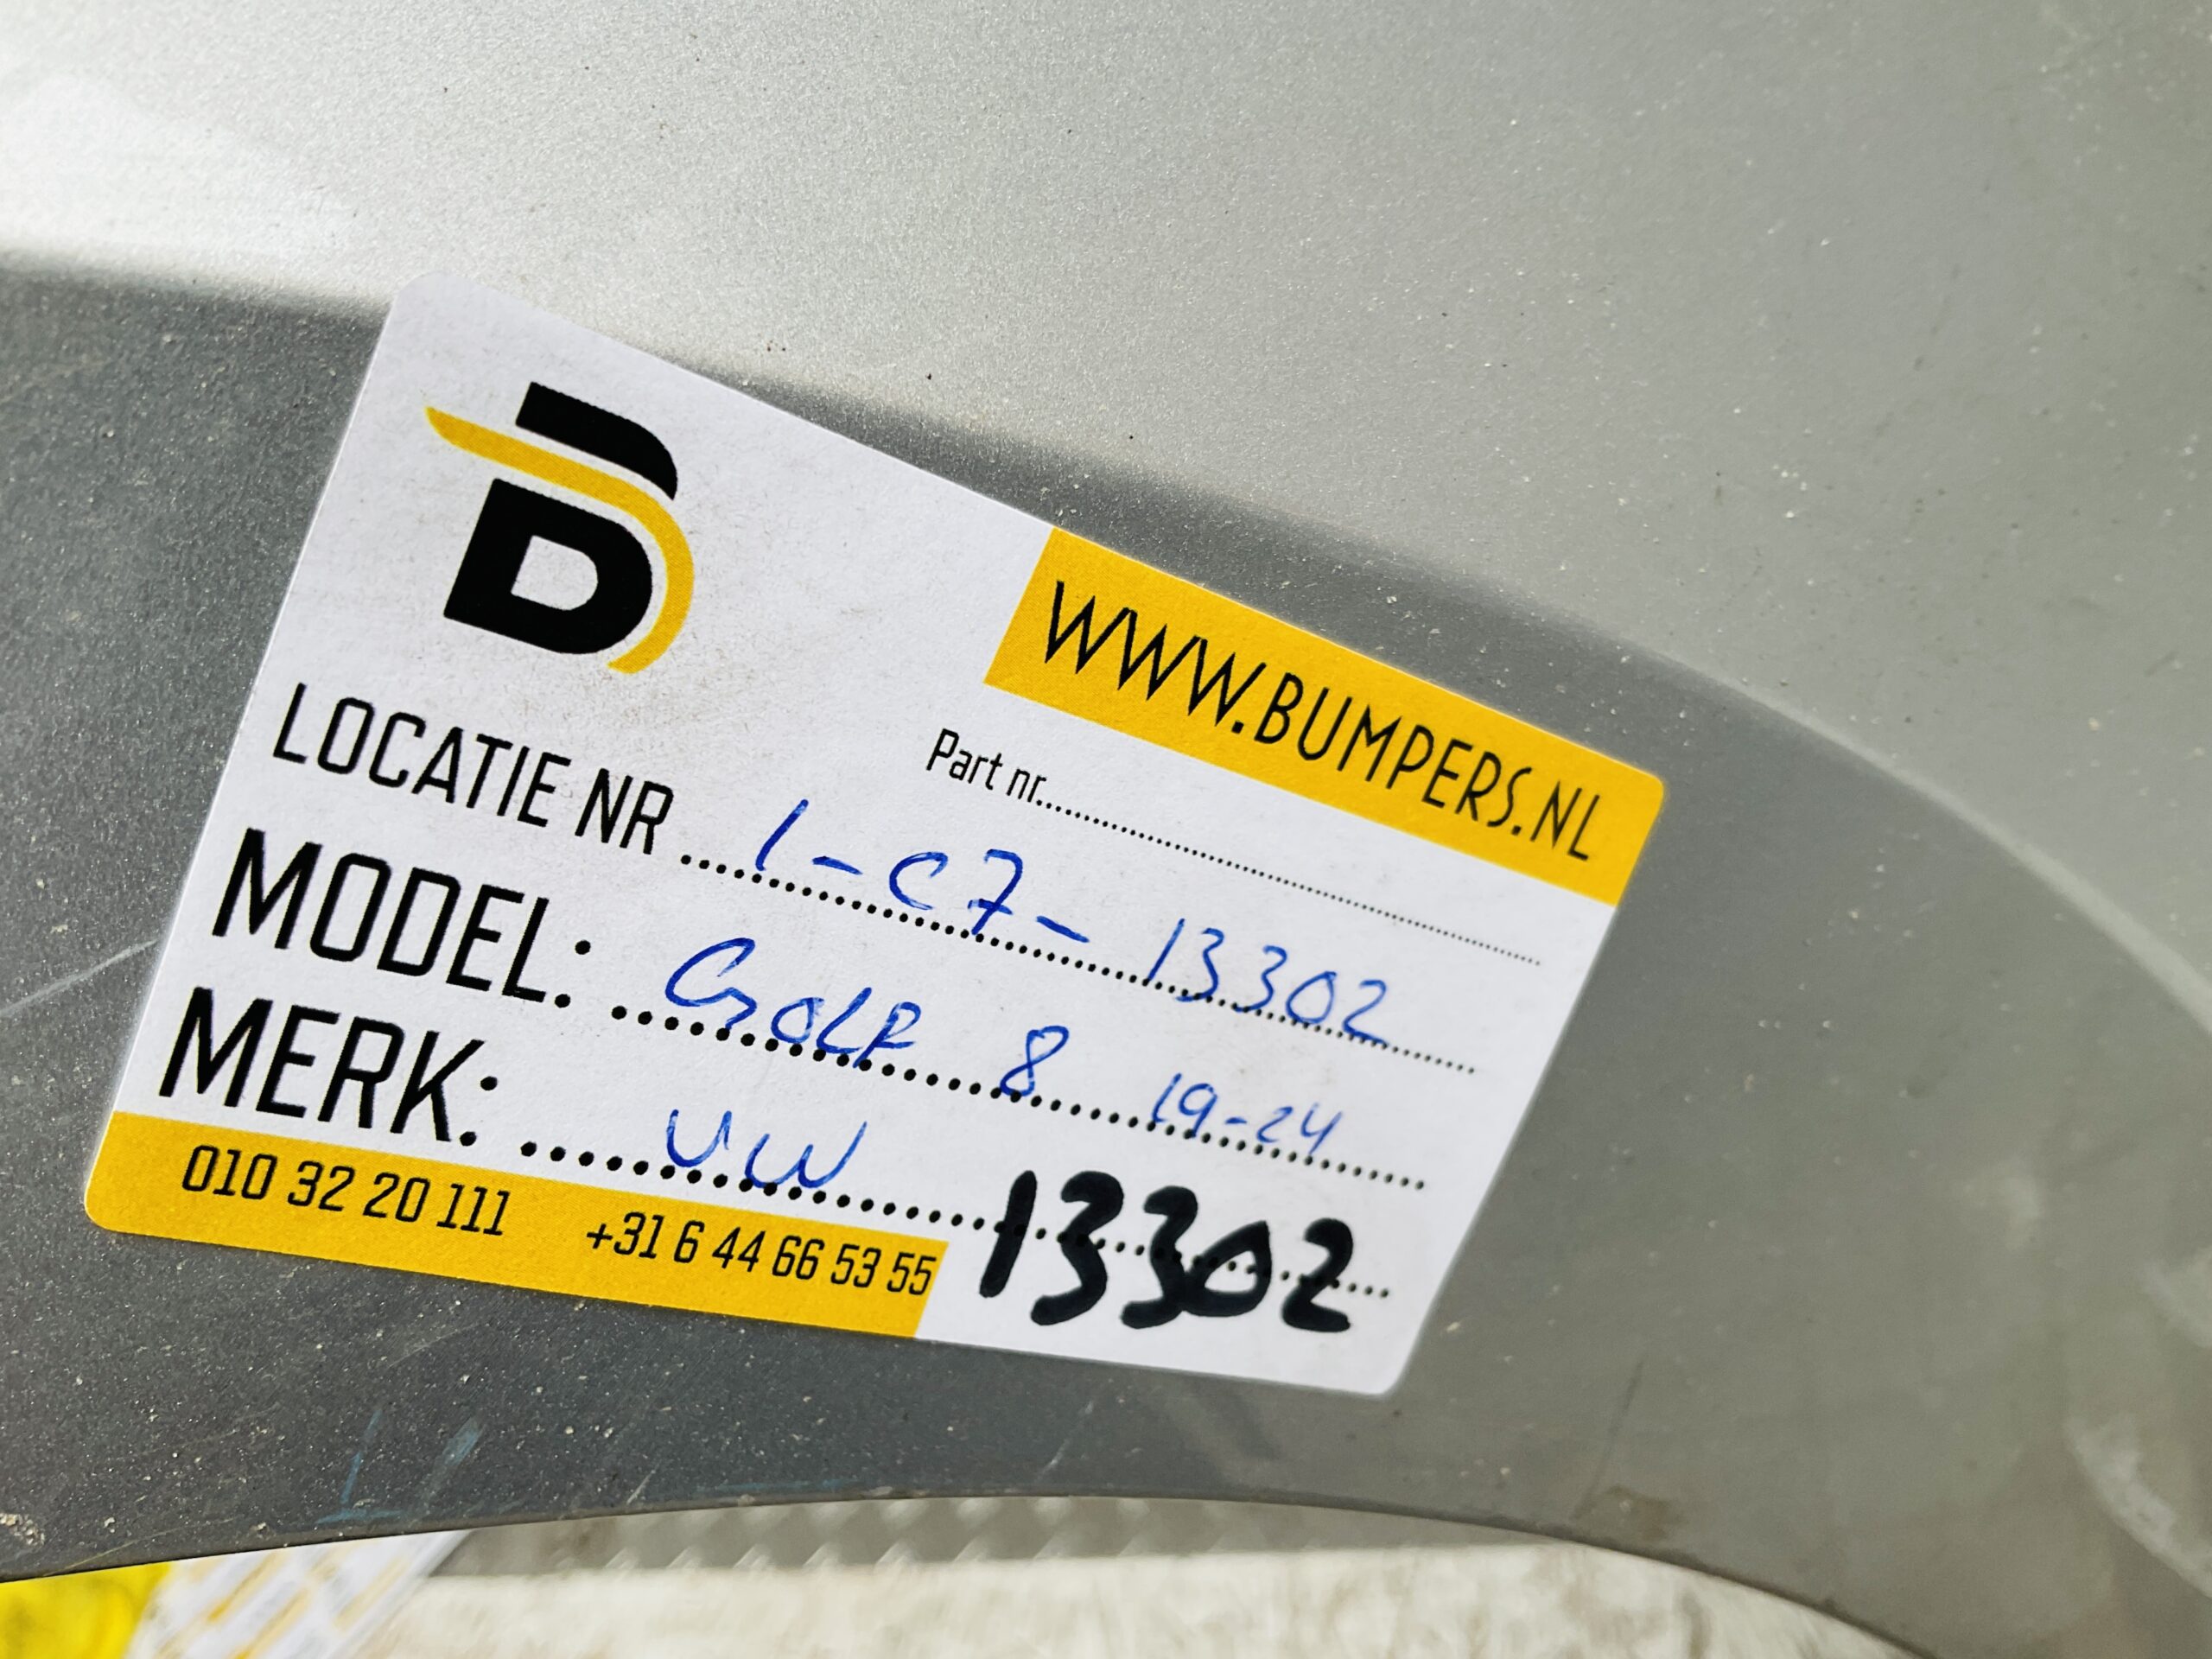 B
WWW.BUMPERS.NL
Part nr....................
LOCATIE NR .... 1-C7-13302
MODEL: GOLF 8 19-24
MERK: VW
13302
010 32 20 111 +31 6 44 66 53 55